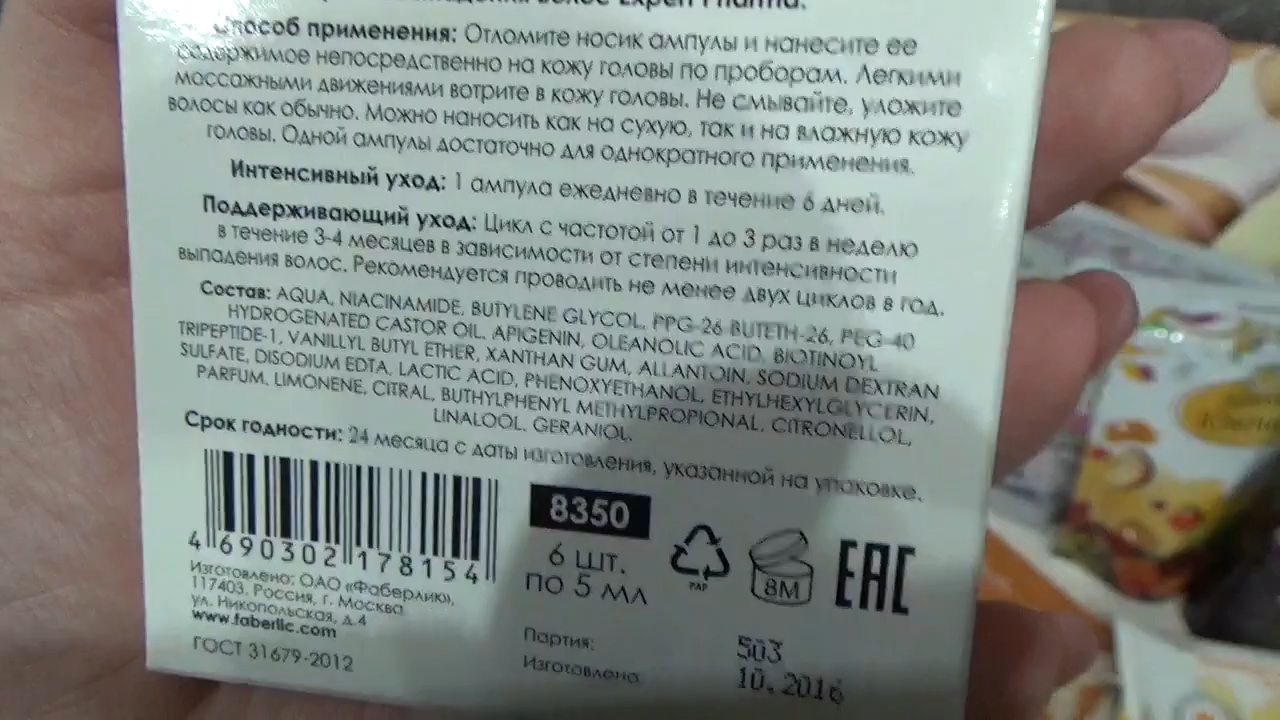 волос Expert Pharma.
Способ применения: Отломите носик ампулы и нанесите ее
содержимое непосредственно на кожу головы по проборам. Легкими
массажными движениями вотрите в кожу головы. Не смывайте, уложите
волосы как обычно. Можно наносить как на сухую, так и на влажную кожу
головы. Одной ампулы достаточно для однократного применения.
Интенсивный уход: 1 ампула ежедневно в течение 6 дней.
Поддерживающий уход: Цикл с частотой от 1 до 3 раз в неделю
в течение 3-4 месяцев в зависимости от степени интенсивности
выпадения волос. Рекомендуется проводить не менее двух циклов в год.
Состав: AQUA, NIACINAMIDE, BUTYLENE GLYCOL, PPG-26 BUTETH-26, PEG-40
HYDROGENATED CASTOR OIL, APIGENIN, OLEANOLIC ACID, BIOTINOYL
TRIPEPTIDE-1, VANILLYL BUTYL ETHER, XANTHAN GUM, ALLANTOIN, SODIUM DEXTRAN
SULFATE, DISODIUM EDTA, LACTIC ACID, PHENOXYETHANOL, ETHYLHEXYLGLYCERIN,
PARFUM, LIMONENE, CITRAL, BUTHYLPHENYL METHYLPROPIONAL, CITRONELLOL,
LINALOOL, GERANIOL.
Срок годности: 24 месяца с даты изготовления, указанной на упаковке.
4 690302 178154
8350
6 ШТ.
ПО 5 МЛ
PAP
8M
EAC
Изготовлено: ОАО «Фаберлик»,
117403, Россия, г. Москва
ул. Никопольская, д.4
www.faberlic.com
ГОСТ 31679-2012
Партия: 503
Изготовлено 10.2016